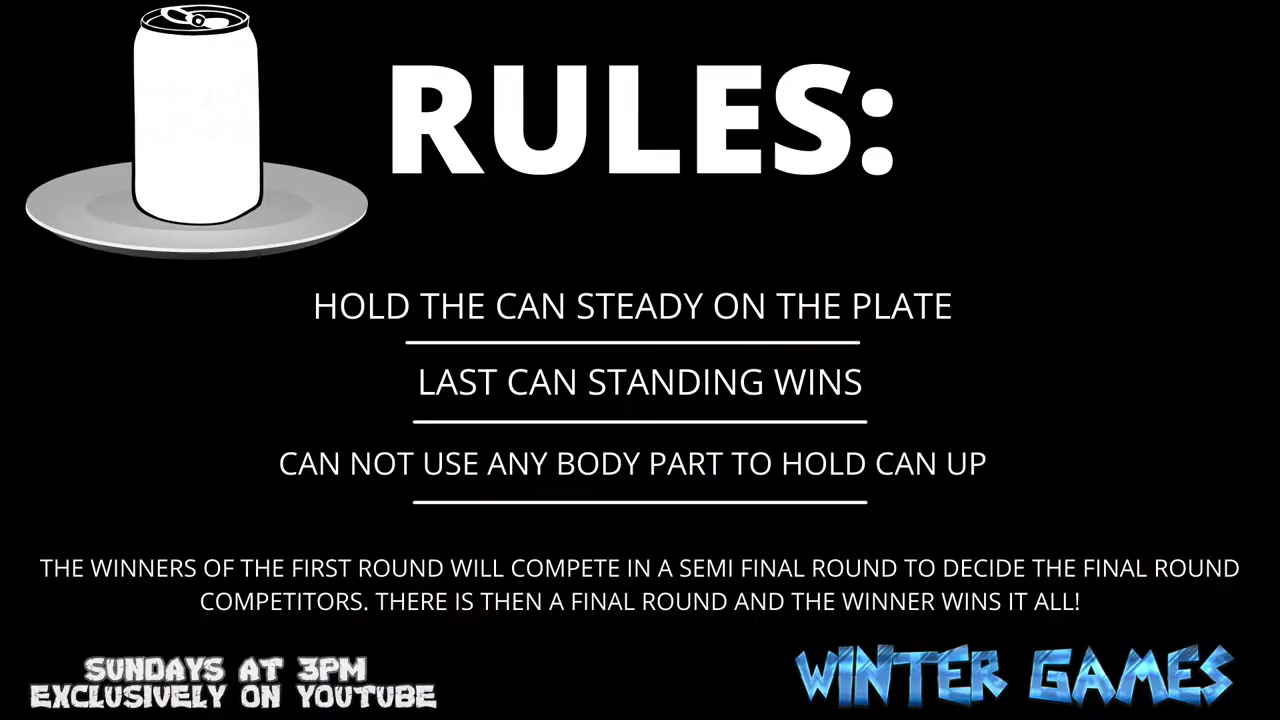 RULES:
HOLD THE CAN STEADY ON THE PLATE
LAST CAN STANDING WINS
CAN NOT USE ANY BODY PART TO HOLD CAN UP
THE WINNERS OF THE FIRST ROUND WILL COMPETE IN A SEMI FINAL ROUND TO DECIDE THE FINAL ROUND
COMPETITORS. THERE IS THEN A FINAL ROUND AND THE WINNER WINS IT ALL!
SUNDAYS AT 3PM
EXCLUSIVELY ON YOUTUBE
WINTER GAMES